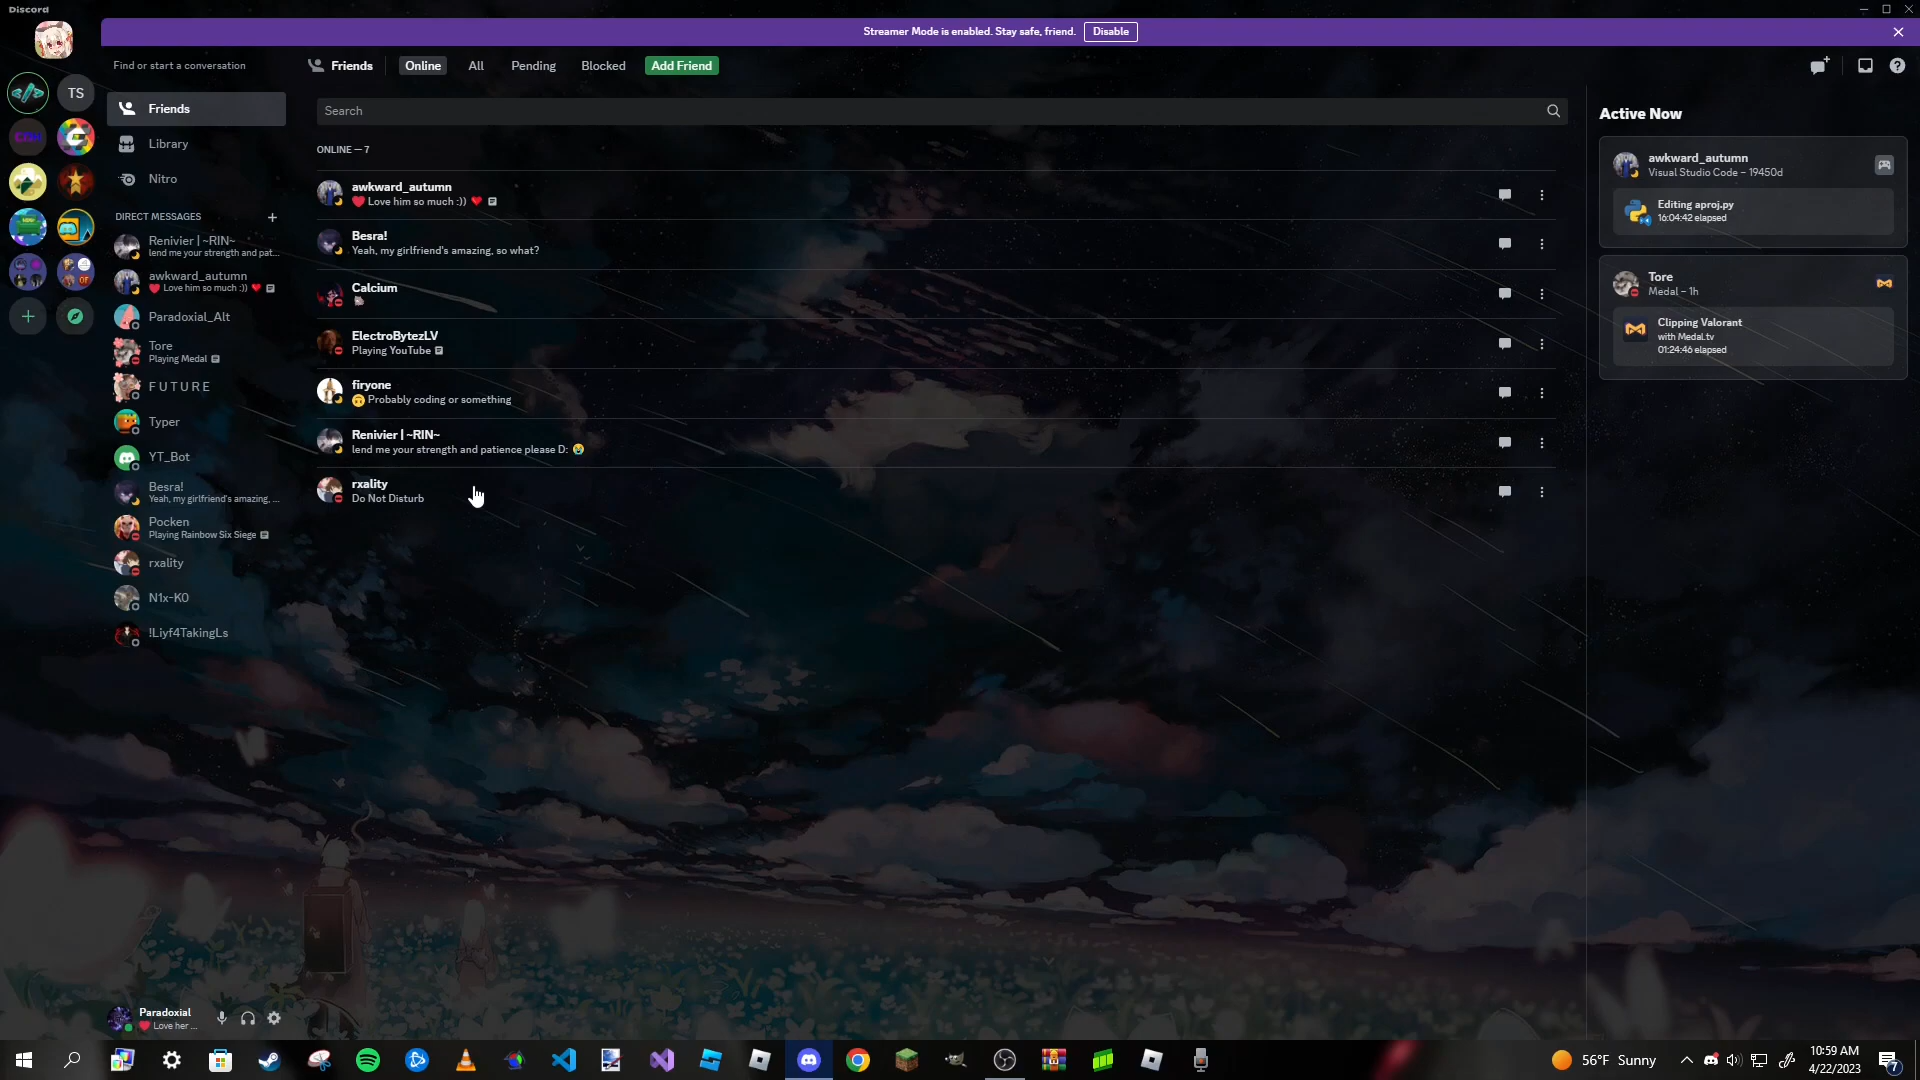 Discord
Streamer Mode is enabled. Stay safe, friend.
Disable
Find or start a conversation
Friends
Online
All
Pending
Blocked
Add Friend
TS
Friends
Library
Nitro
DIRECT MESSAGES
Renivier | ~RIN~
lend me your strength and pat...
awkward_autumn
Love him so much :))
Paradoxial_Alt
Tore
Playing Medal
F U T U R E
Typer
YT_Bot
Besra!
Yeah, my girlfriend's amazing, ...
Pocken
Playing Rainbow Six Siege
rxality
N1x-K0
!Liyf4TakingLs
Paradoxial
Love her ...
Search
ONLINE — 7
awkward_autumn
Love him so much :))
Besra!
Yeah, my girlfriend's amazing, so what?
Calcium
ElectroBytezLV
Playing YouTube
firyone
Probably coding or something
Renivier | ~RIN~
lend me your strength and patience please D:
rxality
Do Not Disturb
Active Now
awkward_autumn
Visual Studio Code – 19450d
Editing aproj.py
16:04:42 elapsed
Tore
Medal – 1h
Clipping Valorant
with Medal.tv
01:24:46 elapsed
56°F Sunny
10:59 AM
4/22/2023
7